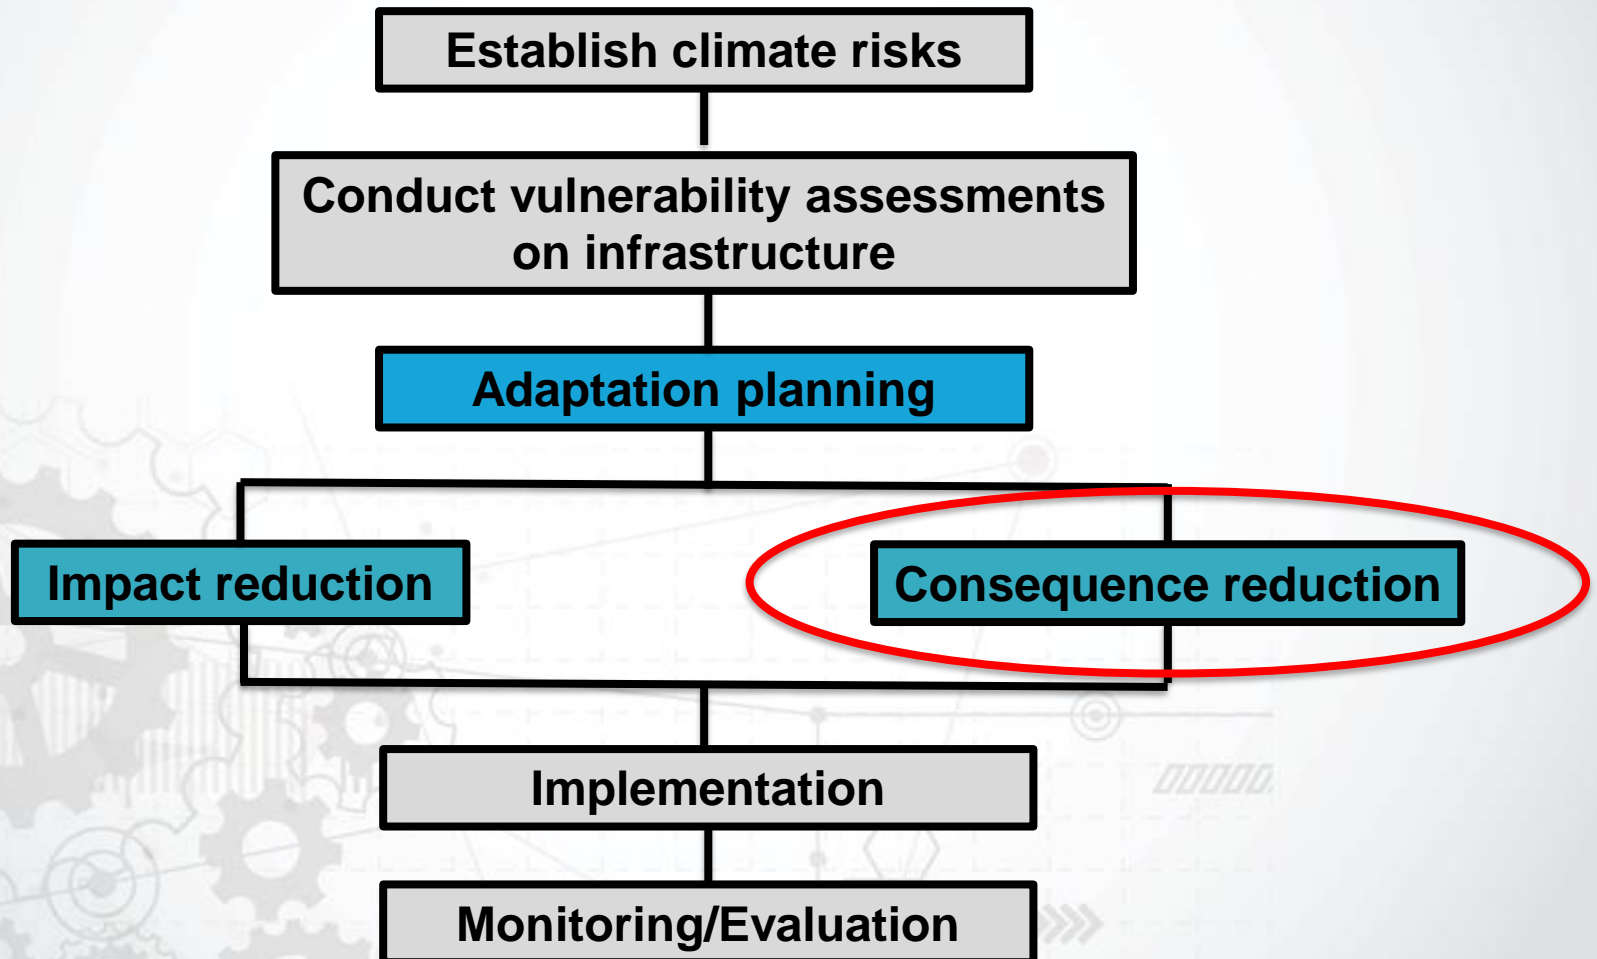 Establish climate risks
Conduct vulnerability assessments
on infrastructure
Adaptation planning
Impact reduction
Consequence reduction
Implementation
Monitoring/Evaluation